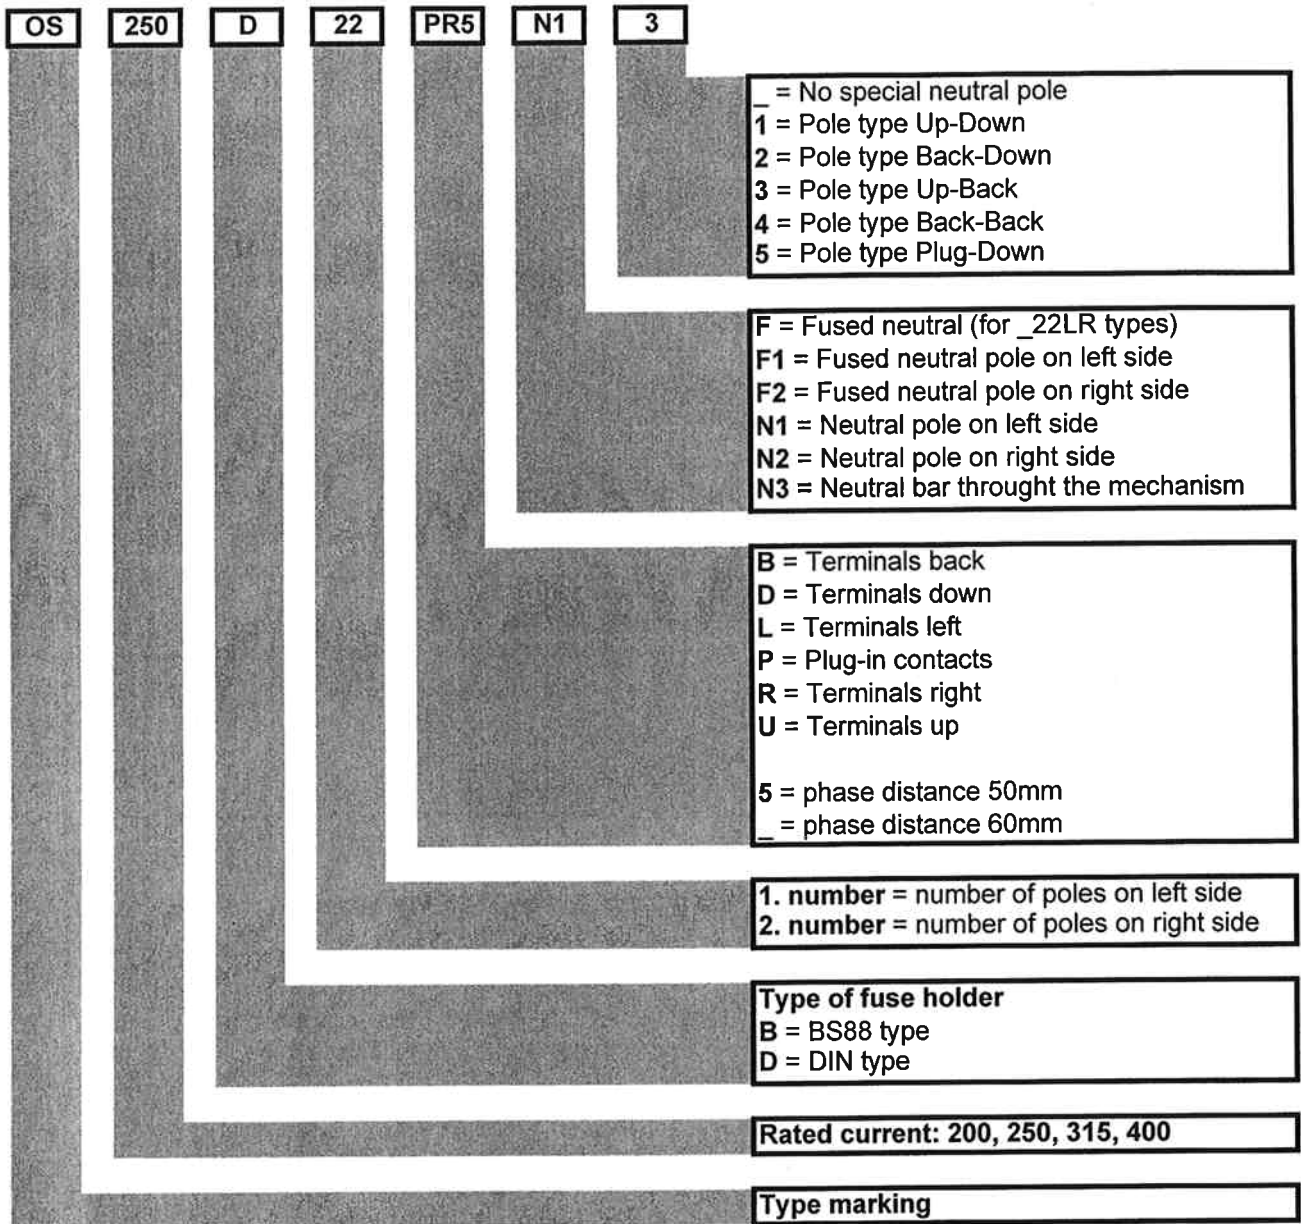 OS 250 D 22 PR5 N1 3
_ = No special neutral pole
1 = Pole type Up-Down
2 = Pole type Back-Down
3 = Pole type Up-Back
4 = Pole type Back-Back
5 = Pole type Plug-Down
F = Fused neutral (for _22LR types)
F1 = Fused neutral pole on left side
F2 = Fused neutral pole on right side
N1 = Neutral pole on left side
N2 = Neutral pole on right side
N3 = Neutral bar throught the mechanism
B = Terminals back
D = Terminals down
L = Terminals left
P = Plug-in contacts
R = Terminals right
U = Terminals up
5 = phase distance 50mm
_ = phase distance 60mm
1. number = number of poles on left side
2. number = number of poles on right side
Type of fuse holder
B = BS88 type
D = DIN type
Rated current: 200, 250, 315, 400
Type marking